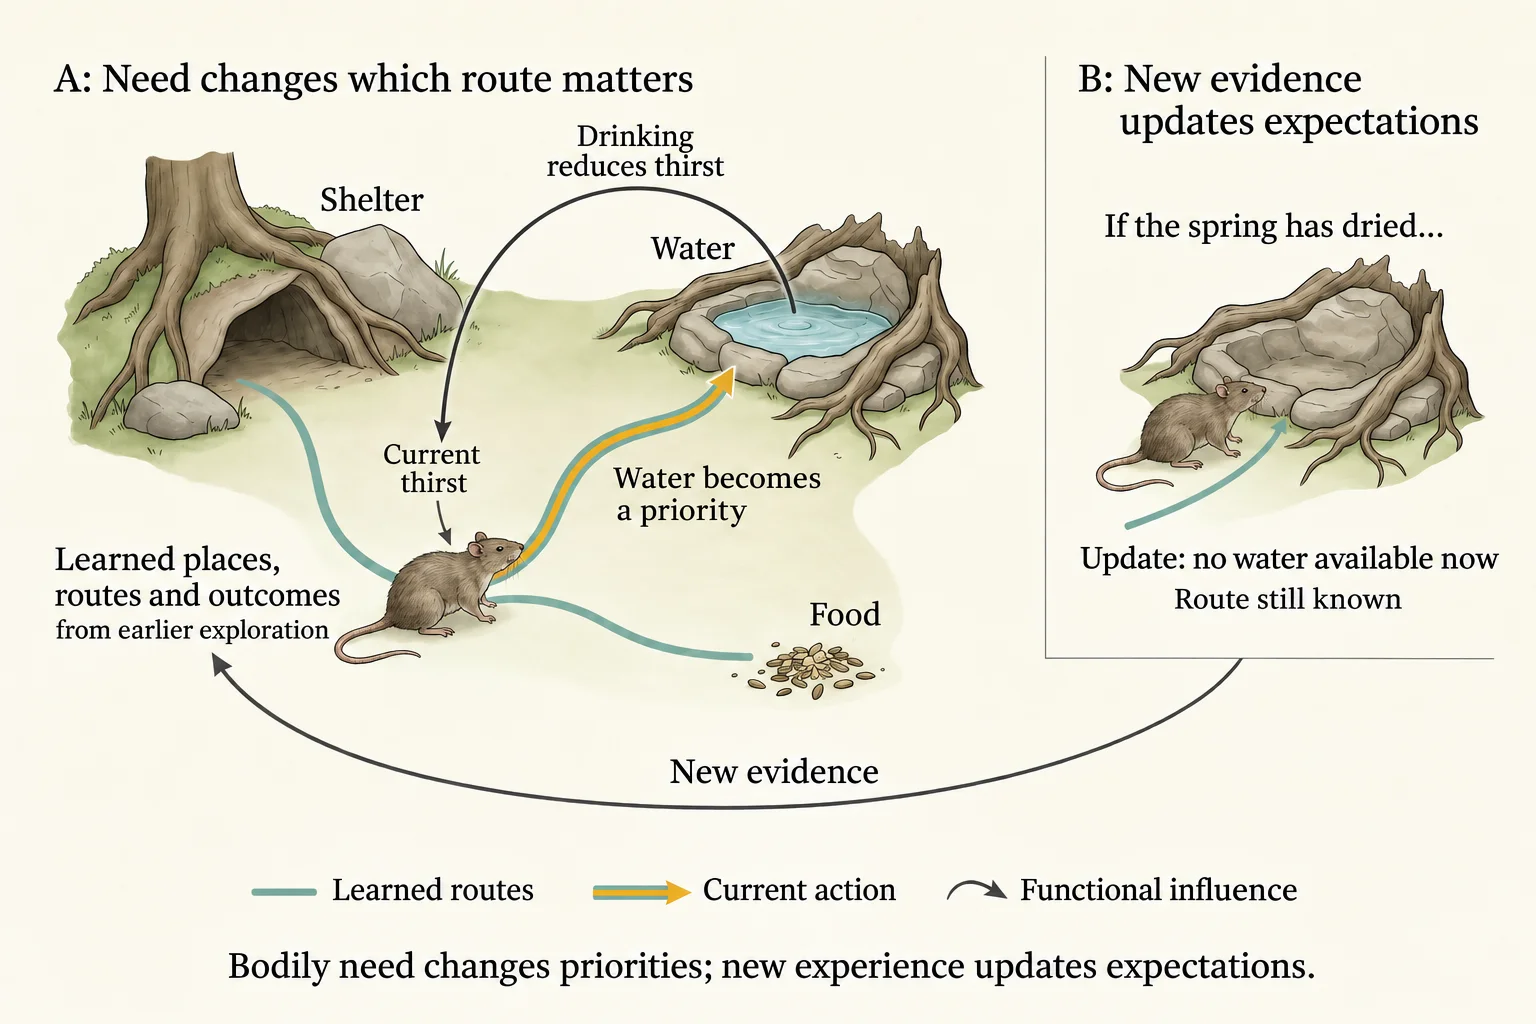 A: Need changes which route matters
Drinking
reduces thirst
Shelter
Water
Current
thirst
Water becomes
a priority
Learned places,
routes and outcomes
from earlier exploration
Food
B: New evidence
updates expectations
If the spring has dried...
Update: no water available now
Route still known
New evidence
Learned routes
Current action
Functional influence
Bodily need changes priorities; new experience updates expectations.